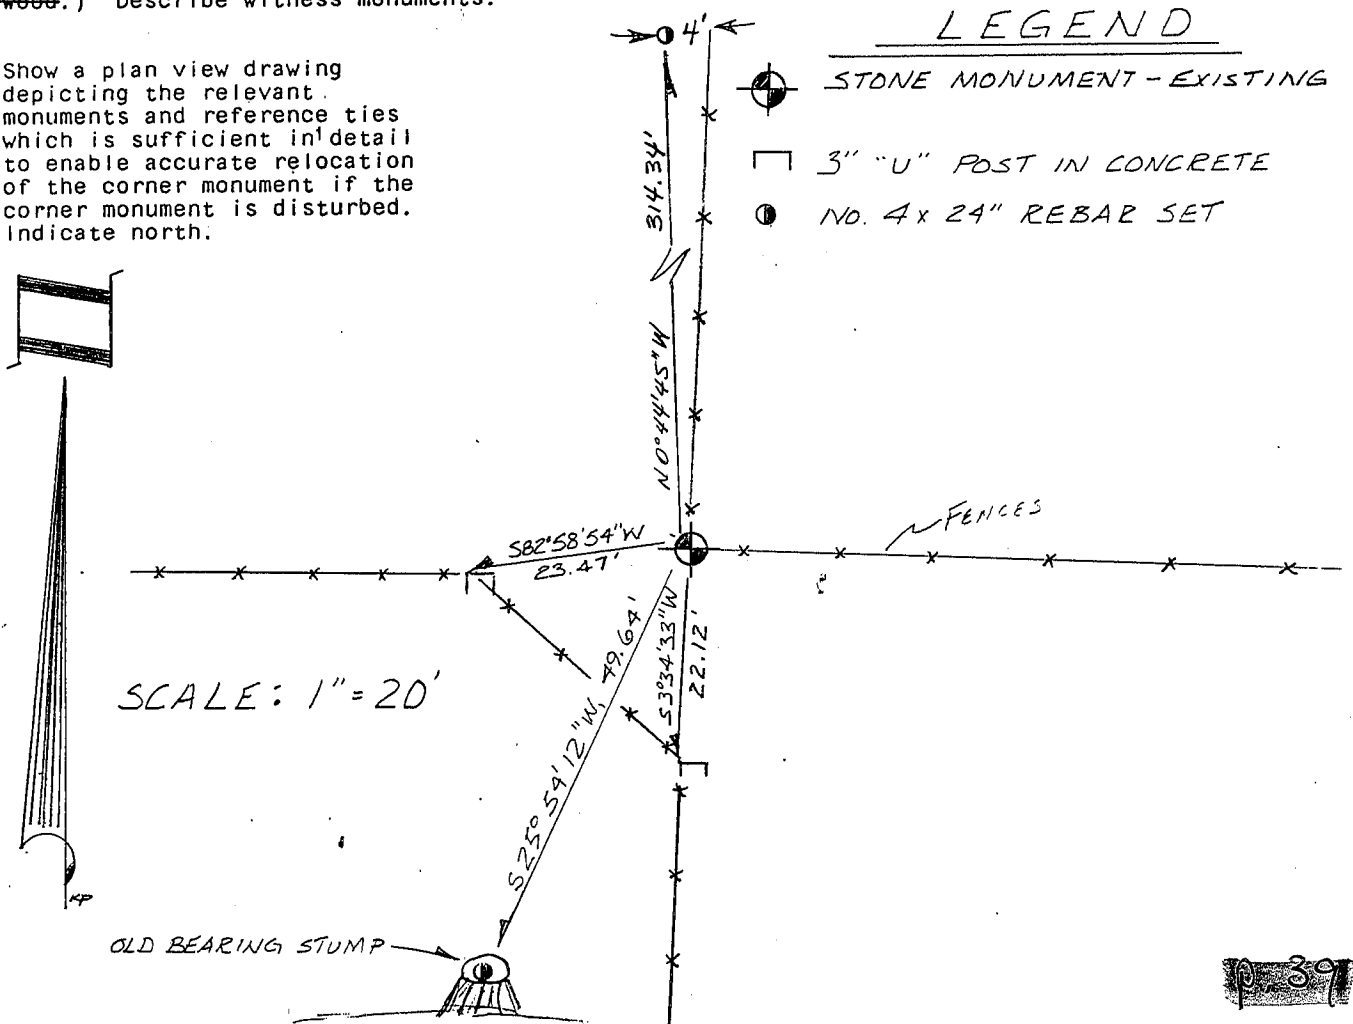 wood.) Describe witness monuments.
Show a plan view drawing
depicting the relevant
monuments and reference ties
which is sufficient in detail
to enable accurate relocation
of the corner monument if the
corner monument is disturbed.
Indicate north.
4'
LEGEND
STONE MONUMENT - EXISTING
3" "U" POST IN CONCRETE
NO. 4 x 24" REBAR SET
314.34'
N0°44'45"W
FENCES
S82°58'54"W
23.47'
S3°34'33"W
22.12'
S25°54'12"W, 49.64'
SCALE: 1" = 20'
KP
OLD BEARING STUMP
p. 39